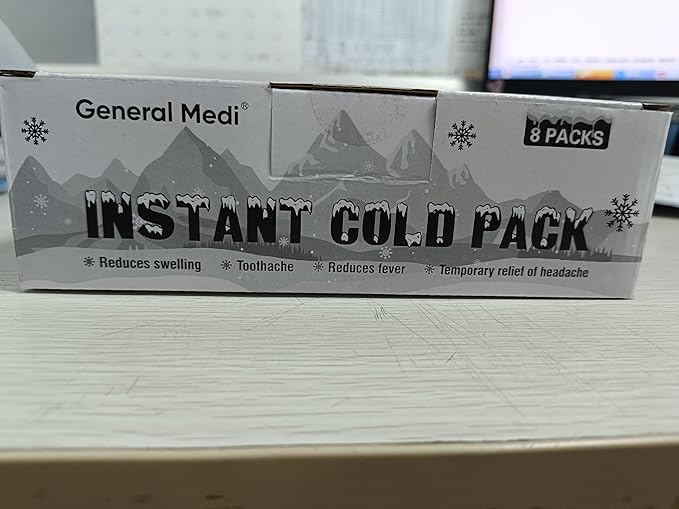 General Medi®
8 PACKS
INSTANT COLD PACK
Reduces swelling Toothache Reduces fever Temporary relief of headache